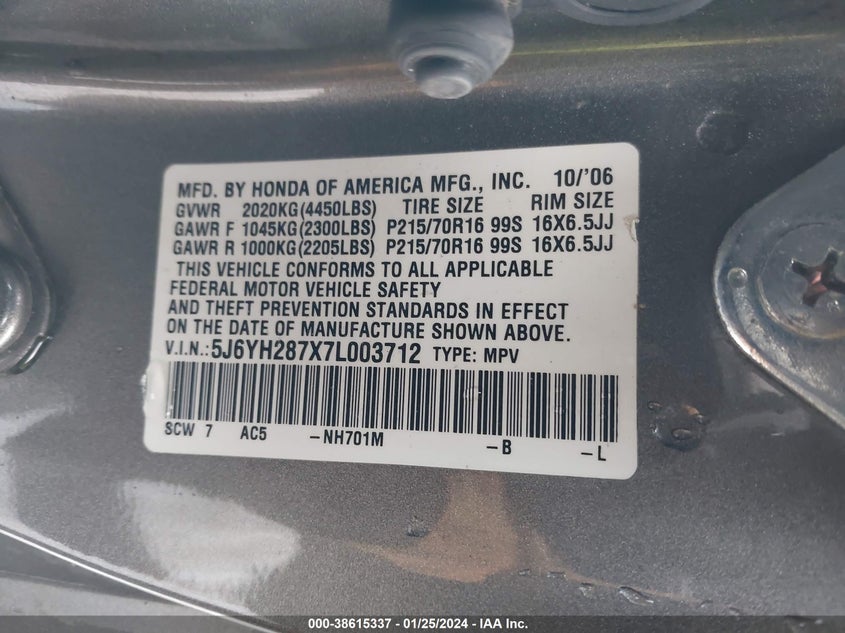 MFD. BY HONDA OF AMERICA MFG., INC. 10/'06
GVWR 2020KG(4450LBS) TIRE SIZE RIM SIZE
GAWR F 1045KG(2300LBS) P215/70R16 99S 16X6.5JJ
GAWR R 1000KG(2205LBS) P215/70R16 99S 16X6.5JJ
THIS VEHICLE CONFORMS TO ALL APPLICABLE
FEDERAL MOTOR VEHICLE SAFETY
AND THEFT PREVENTION STANDARDS IN EFFECT
ON THE DATE OF MANUFACTURE SHOWN ABOVE.
V.I.N.: 5J6YH287X7L003712 TYPE: MPV
SCW 7 AC5 -NH701M -B -L
000-38615337 - 01/25/2024 - IAA Inc.